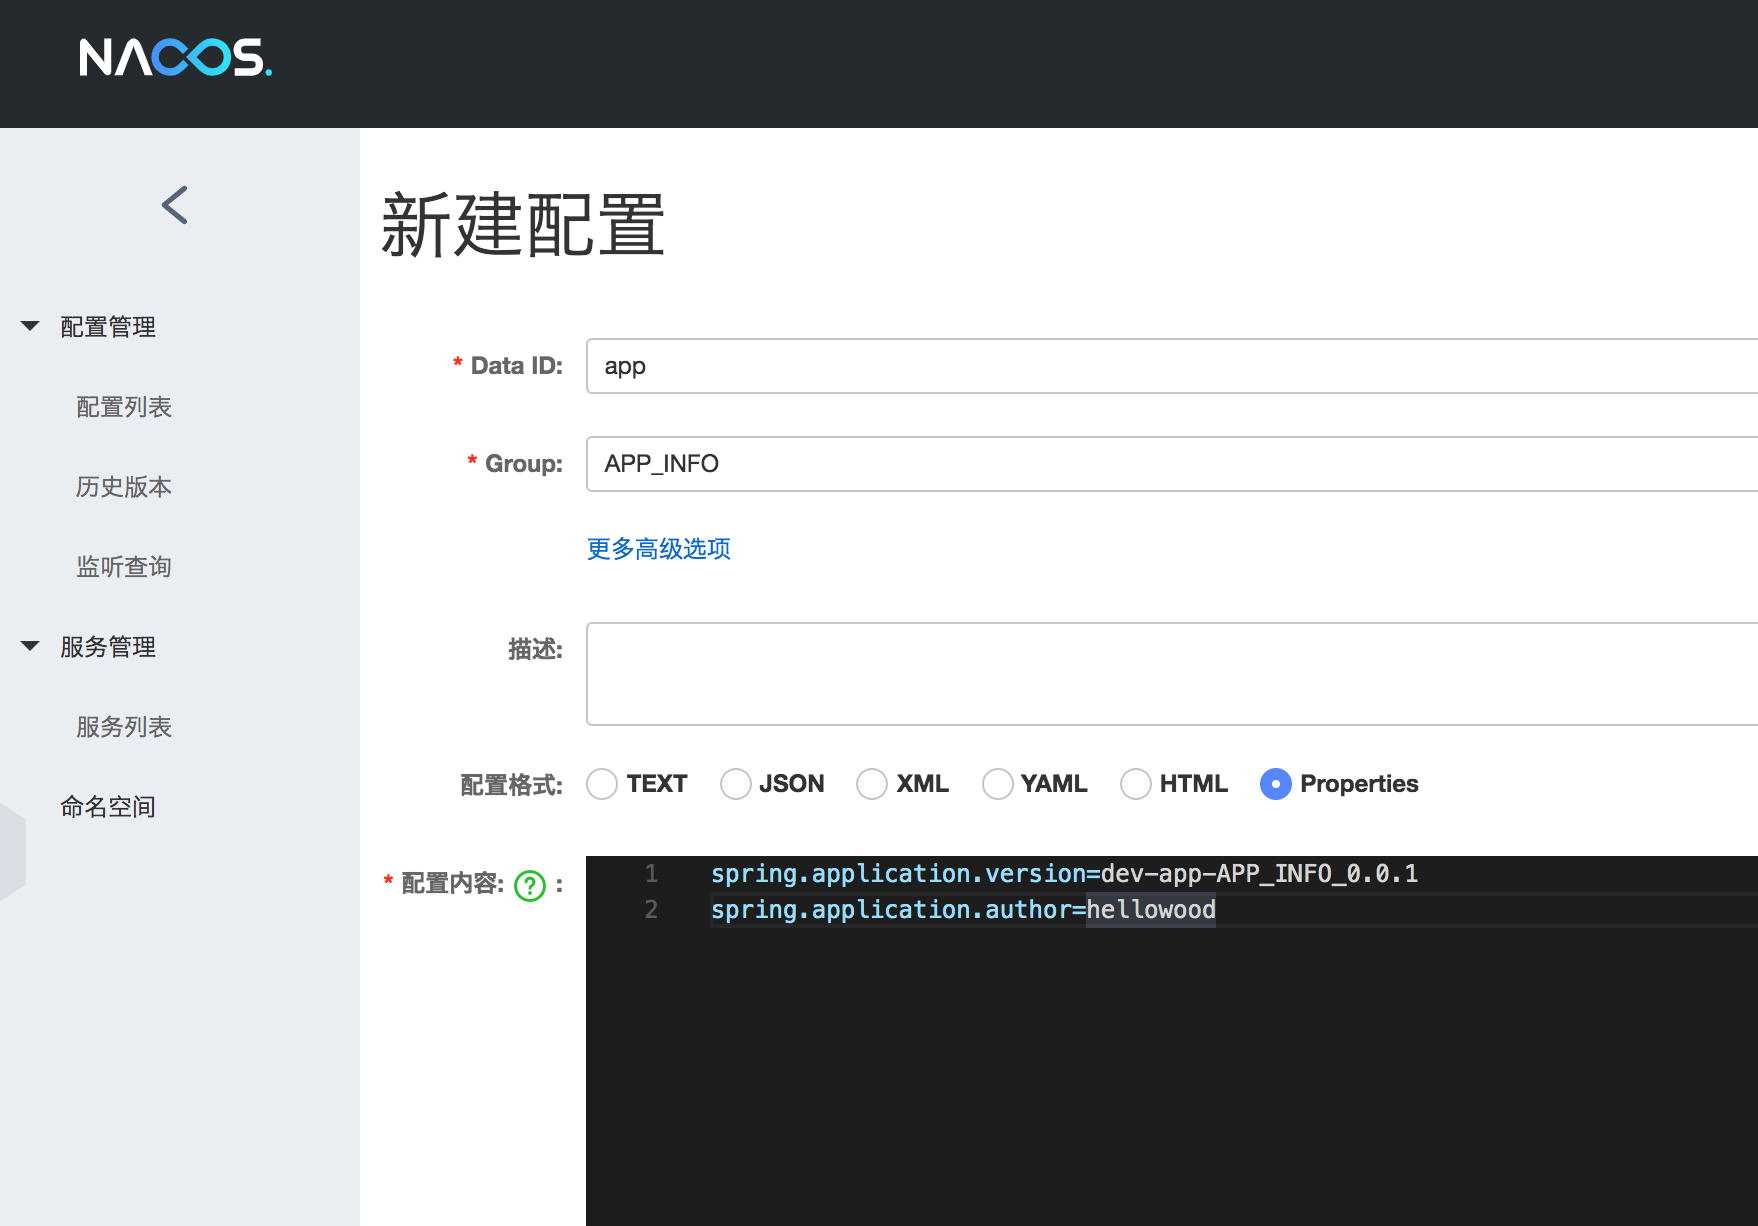 NACOS.
新建配置
配置管理
配置列表
历史版本
监听查询
服务管理
服务列表
命名空间
* Data ID: app
* Group: APP_INFO
更多高级选项
描述:
配置格式: TEXT JSON XML YAML HTML Properties
* 配置内容: ? :
1 spring.application.version=dev-app-APP_INFO_0.0.1
2 spring.application.author=hellowood